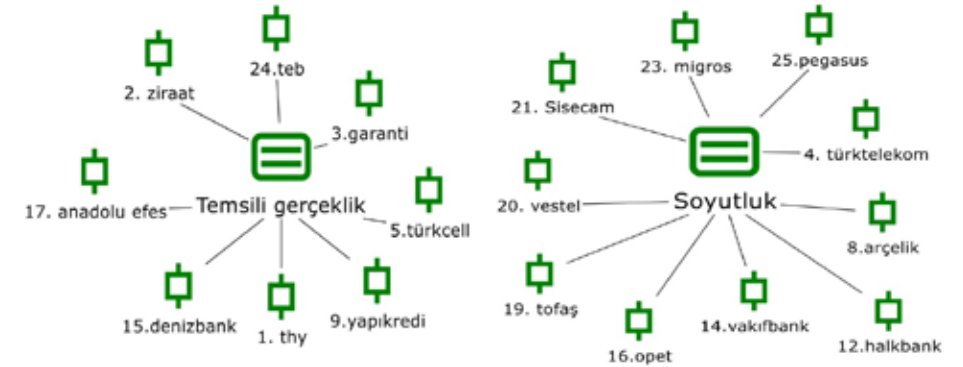 24.teb
2. ziraat
3.garanti
17. anadolu efes
Temsili gerçeklik
5.türkcell
15.denizbank
1. thy
9.yapıkredi
25.pegasus
23. migros
21. Sisecam
4. türktelekom
20. vestel
Soyutluk
8.arçelik
19. tofaş
14.vakıfbank
16.opet
12.halkbank